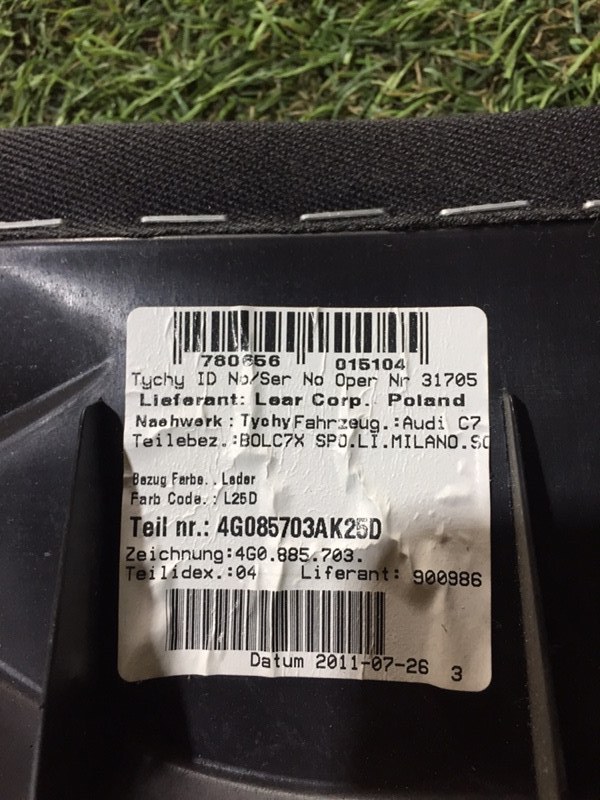 780656 015104
Tychy ID No/Ser No Oper Nr 31705
Lieferant: Lear Corp. Poland
Naehwerk : Tychy Fahrzeug.:Audi C7
Teilebez.:BOLC7X SPO.LI.MILANO.SC
Bezug Farbe. . Leder
Farb Code. : L25D
Teil nr.: 4G085703AK25D
Zeichnung:4G0.885.703.
Teilidex.:04 Liferant: 900986
Datum 2011-07-26 3